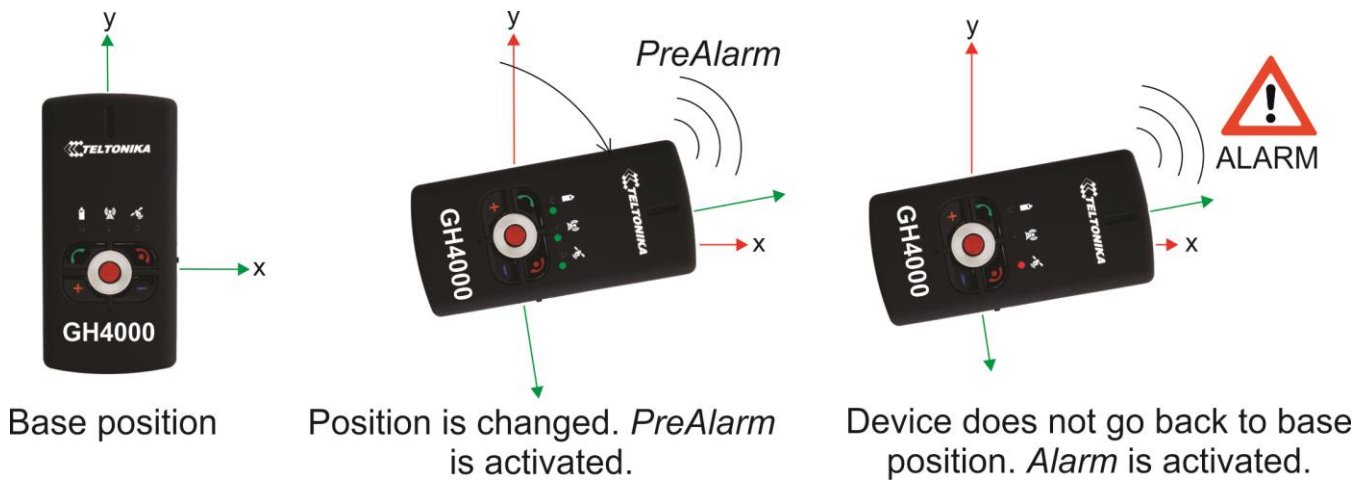 y
TELTONIKA
x
GH4000
Base position
y
PreAlarm
TELTONIKA
GH4000
x
Position is changed. PreAlarm
is activated.
y
ALARM
TELTONIKA
GH4000
x
Device does not go back to base
position. Alarm is activated.